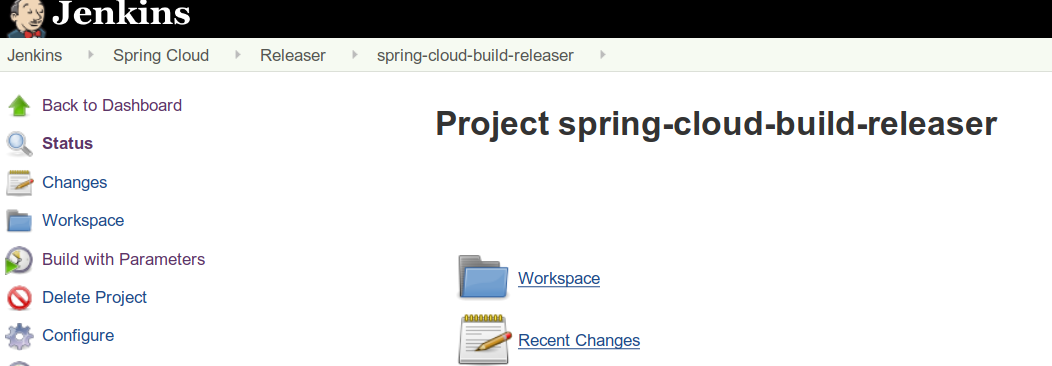 Jenkins
Jenkins Spring Cloud Releaser spring-cloud-build-releaser
Back to Dashboard
Status
Changes
Workspace
Build with Parameters
Delete Project
Configure
Project spring-cloud-build-releaser
Workspace
Recent Changes